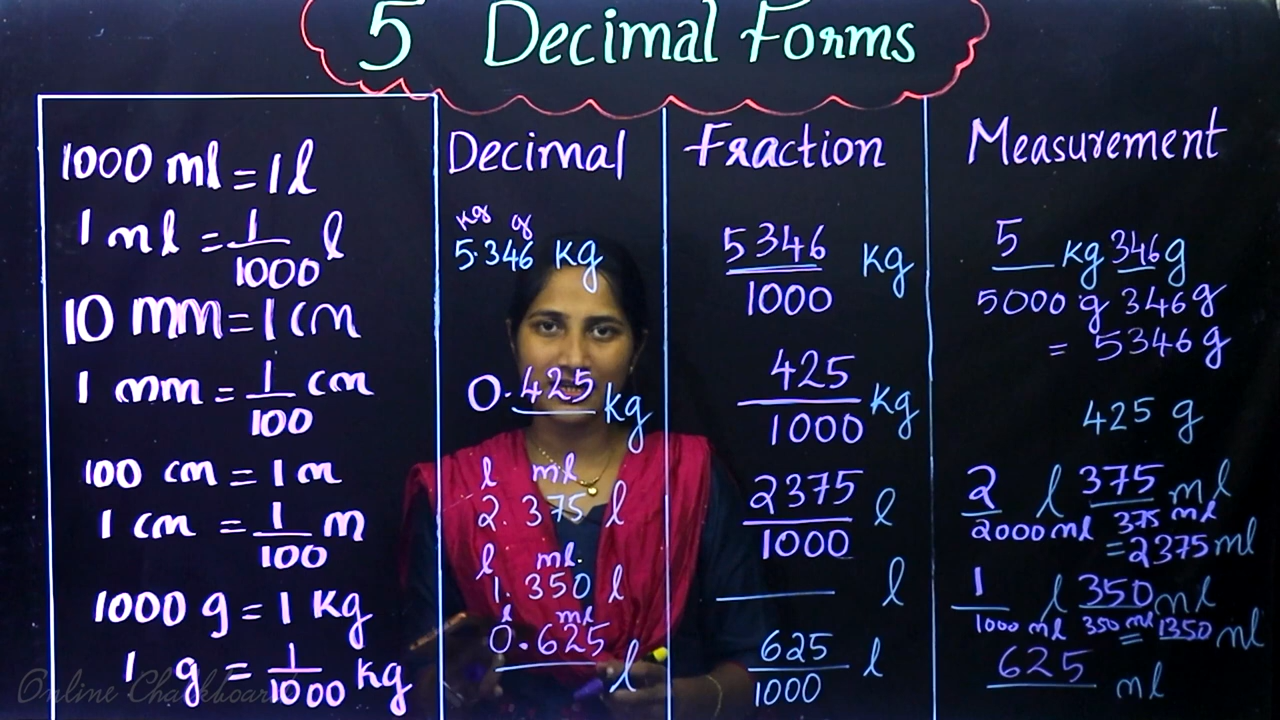 5 Decimal Forms
1000 ml = 1 l
1 ml = 1/1000 l
10 mm = 1 cm
1 mm = 1/100 cm
100 cm = 1 m
1 cm = 1/100 m
1000 g = 1 Kg
1 g = 1/1000 kg
Decimal
Kg g
5.346 Kg
0.425 Kg
l ml
2.375 l
l ml.
1.350 l
l ml
0.625 l
Fraction
5346/1000 Kg
425/1000 Kg
2375/1000 l
l
625/1000 l
Measurement
5 Kg 346 g
5000 g 346 g
= 5346 g
425 g
2 l 375 ml
2000 ml 375 ml
= 2375 ml
1 l 350 ml
1000 ml 350 ml = 1350 ml
625 ml
Online Chalkboard